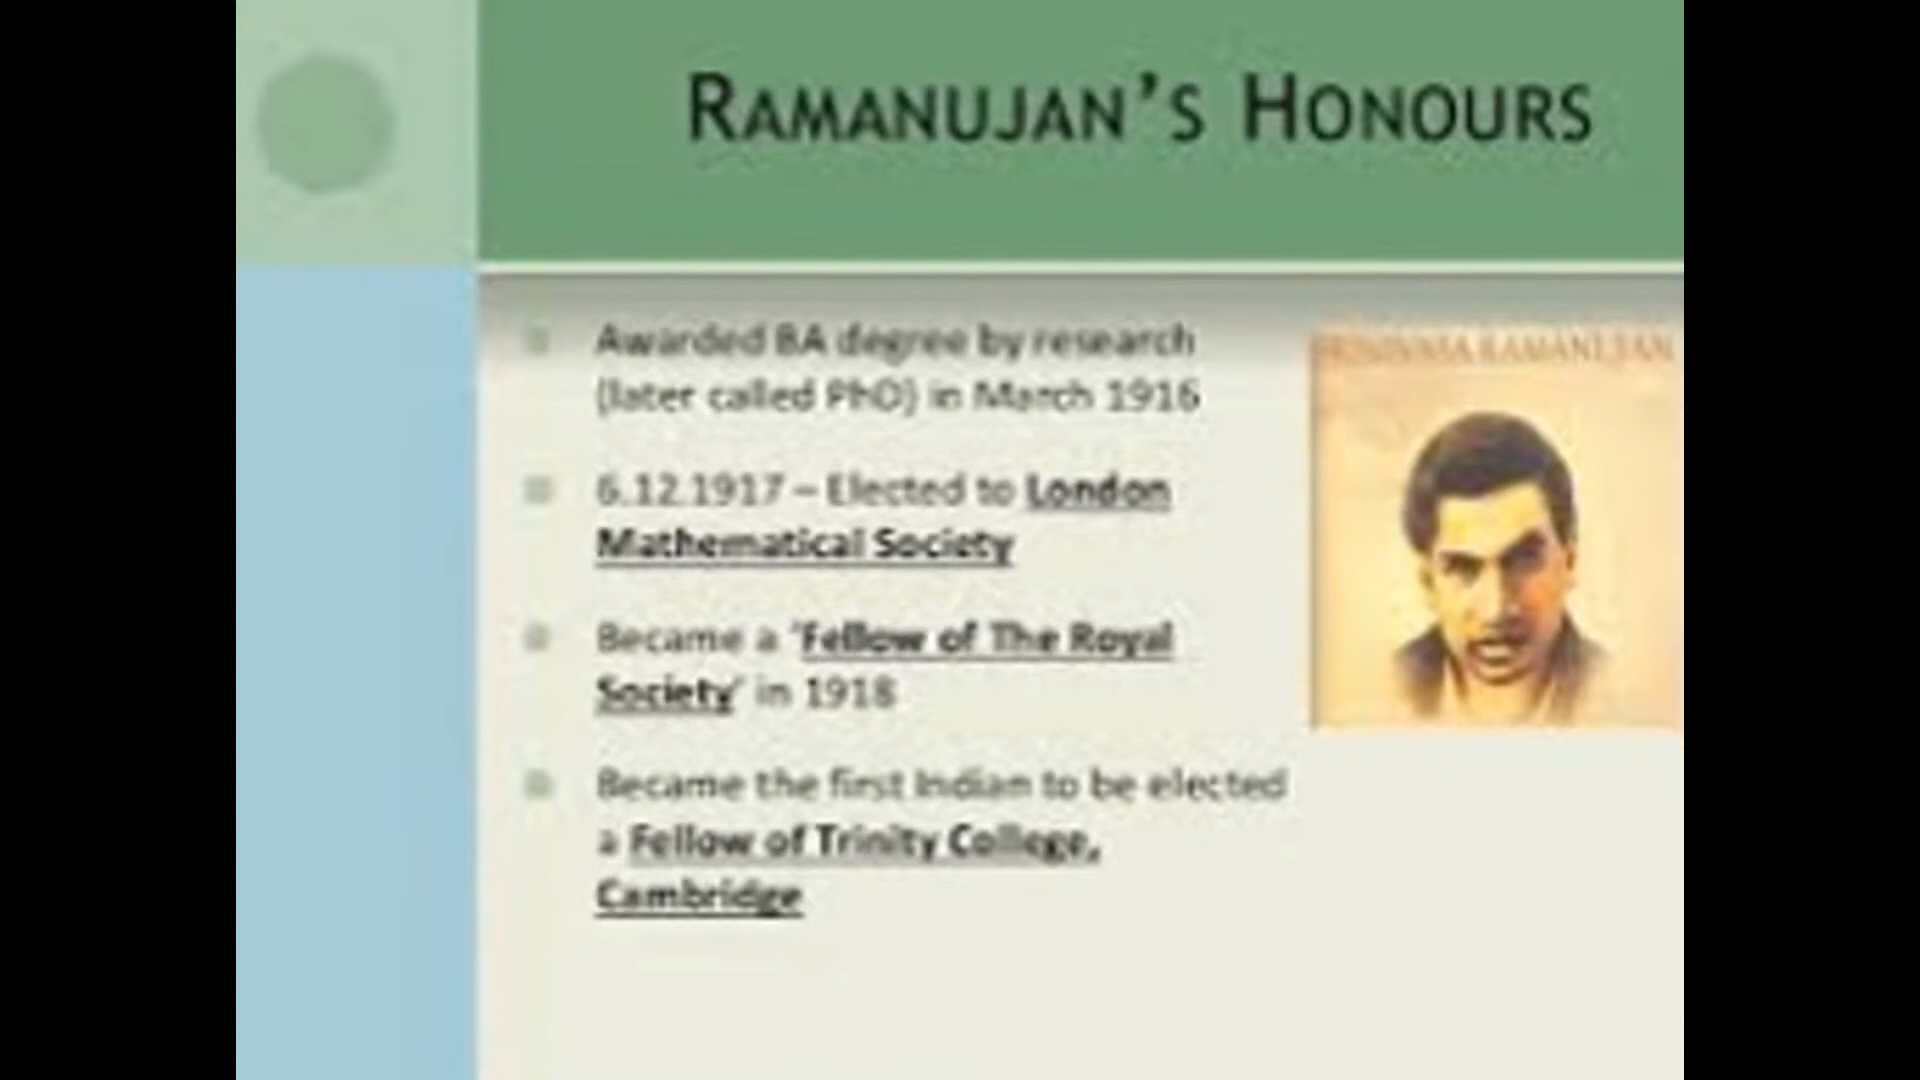 RAMANUJAN'S HONOURS
Awarded BA degree by research
(later called PhD) in March 1916
6.12.1917 – Elected to London
Mathematical Society
Became a 'Fellow of The Royal
Society' in 1918
Became the first Indian to be elected
a Fellow of Trinity College,
Cambridge
RAMANUJAN